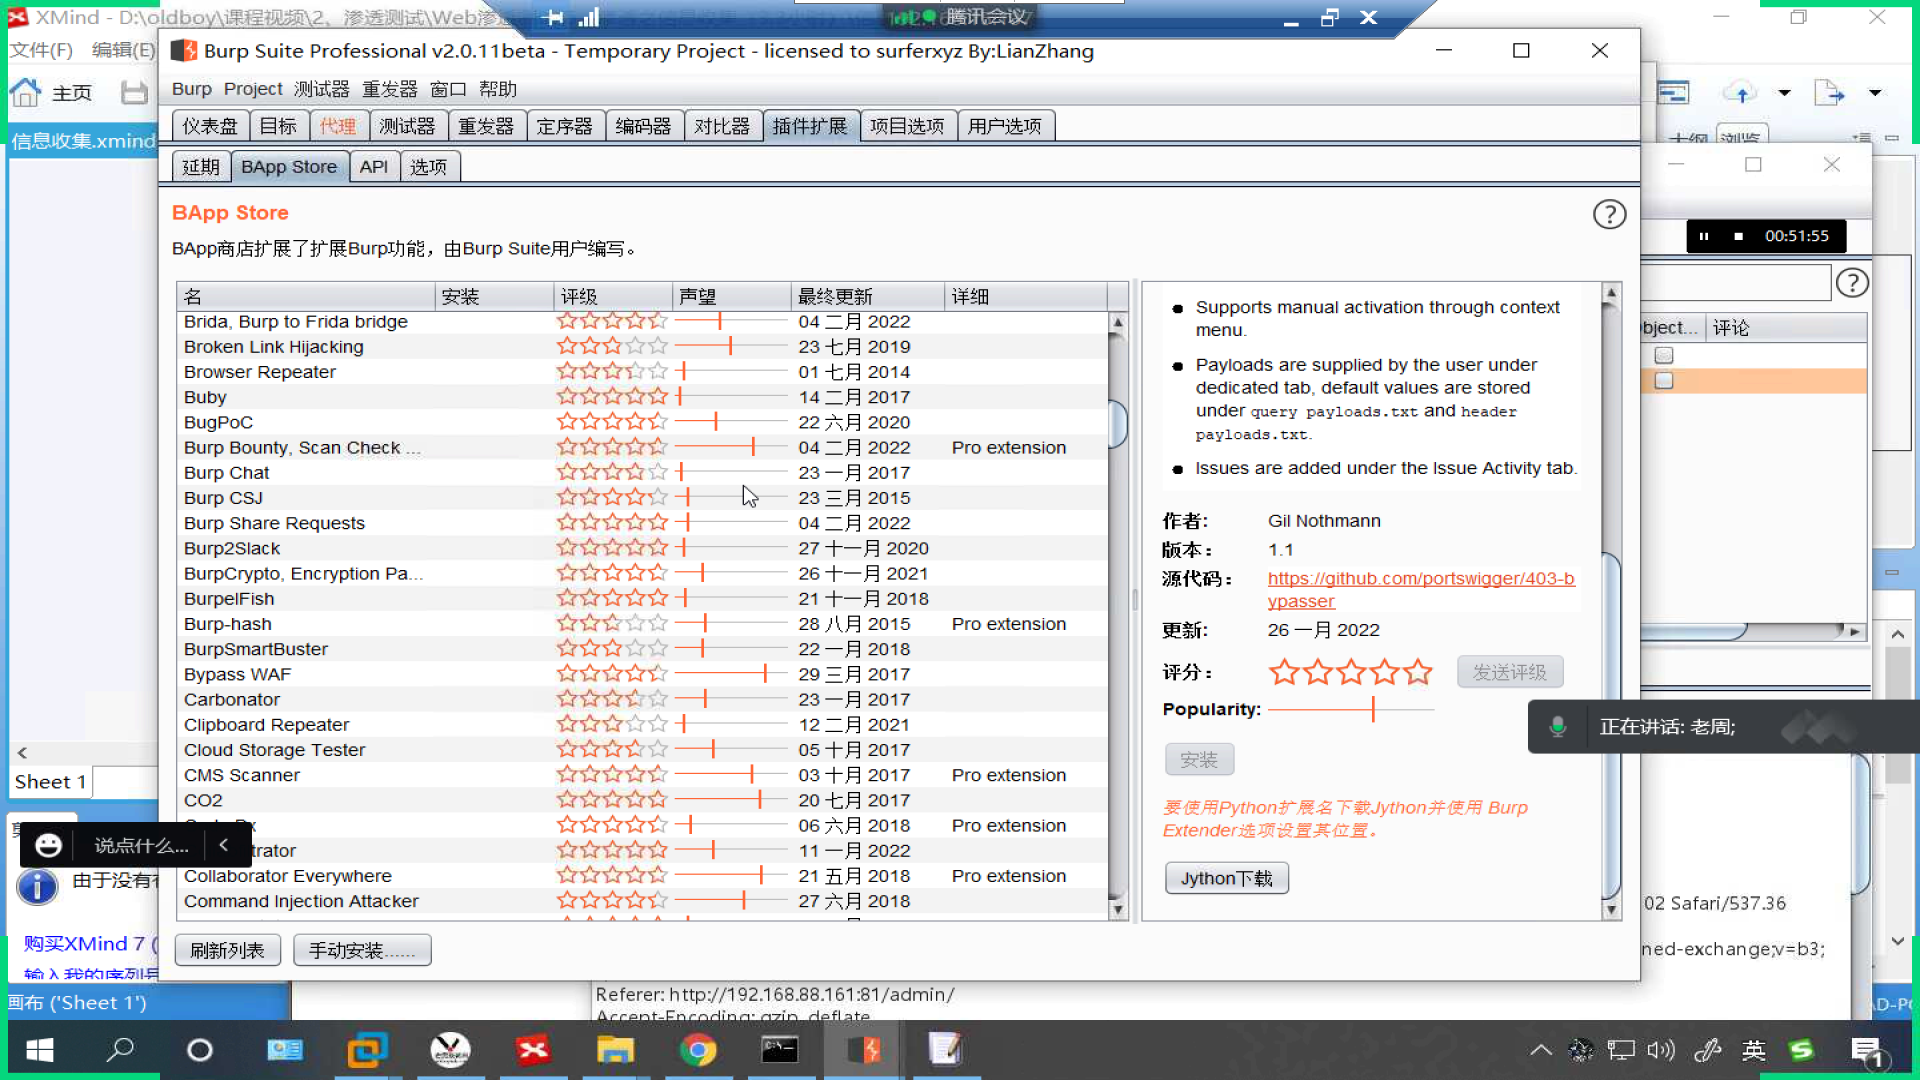 XMind - D:\oldboy\课程视频\2、渗透测试\Web渗
腾讯会议
文件(F) 编辑(E)
主页
信息收集.xmind
Burp Suite Professional v2.0.11beta - Temporary Project - licensed to surferxyz By:LianZhang
Burp Project 测试器 重发器 窗口 帮助
仪表盘 目标 代理 测试器 重发器 定序器 编码器 对比器 插件扩展 项目选项 用户选项
延期 BApp Store API 选项
BApp Store
BApp商店扩展了扩展Burp功能，由Burp Suite用户编写。
名 安装 评级 声望 最终更新 详细
Brida, Burp to Frida bridge 04 二月 2022
Broken Link Hijacking 23 七月 2019
Browser Repeater 01 七月 2014
Buby 14 二月 2017
BugPoC 22 六月 2020
Burp Bounty, Scan Check ... 04 二月 2022 Pro extension
Burp Chat 23 一月 2017
Burp CSJ 23 三月 2015
Burp Share Requests 04 二月 2022
Burp2Slack 27 十一月 2020
BurpCrypto, Encryption Pa... 26 十一月 2021
BurpelFish 21 十一月 2018
Burp-hash 28 八月 2015 Pro extension
BurpSmartBuster 22 一月 2018
Bypass WAF 29 三月 2017
Carbonator 23 一月 2017
Clipboard Repeater 12 二月 2021
Cloud Storage Tester 05 十月 2017
CMS Scanner 03 十月 2017 Pro extension
CO2 20 七月 2017
06 六月 2018 Pro extension
trator 11 一月 2022
Collaborator Everywhere 21 五月 2018 Pro extension
Command Injection Attacker 27 六月 2018
刷新列表 手动安装......
Supports manual activation through context
menu.
Payloads are supplied by the user under
dedicated tab, default values are stored
under query payloads.txt and header
payloads.txt.
Issues are added under the Issue Activity tab.
作者: Gil Nothmann
版本： 1.1
源代码： https://github.com/portswigger/403-b
ypasser
更新: 26 一月 2022
评分： 发送评级
Popularity:
安装
要使用Python扩展名下载Jython并使用 Burp
Extender选项设置其位置。
Jython下载
大纲 浏览
00:51:55
bject... 评论
正在讲话: 老周;
02 Safari/537.36
ned-exchange;v=b3;
Sheet 1
说点什么...
由于没有
购买XMind 7 (
输入我的序列号
画布 ('Sheet 1')
Referer: http://192.168.88.161:81/admin/
Accept-Encoding: gzip, deflate
AD-P
英
1